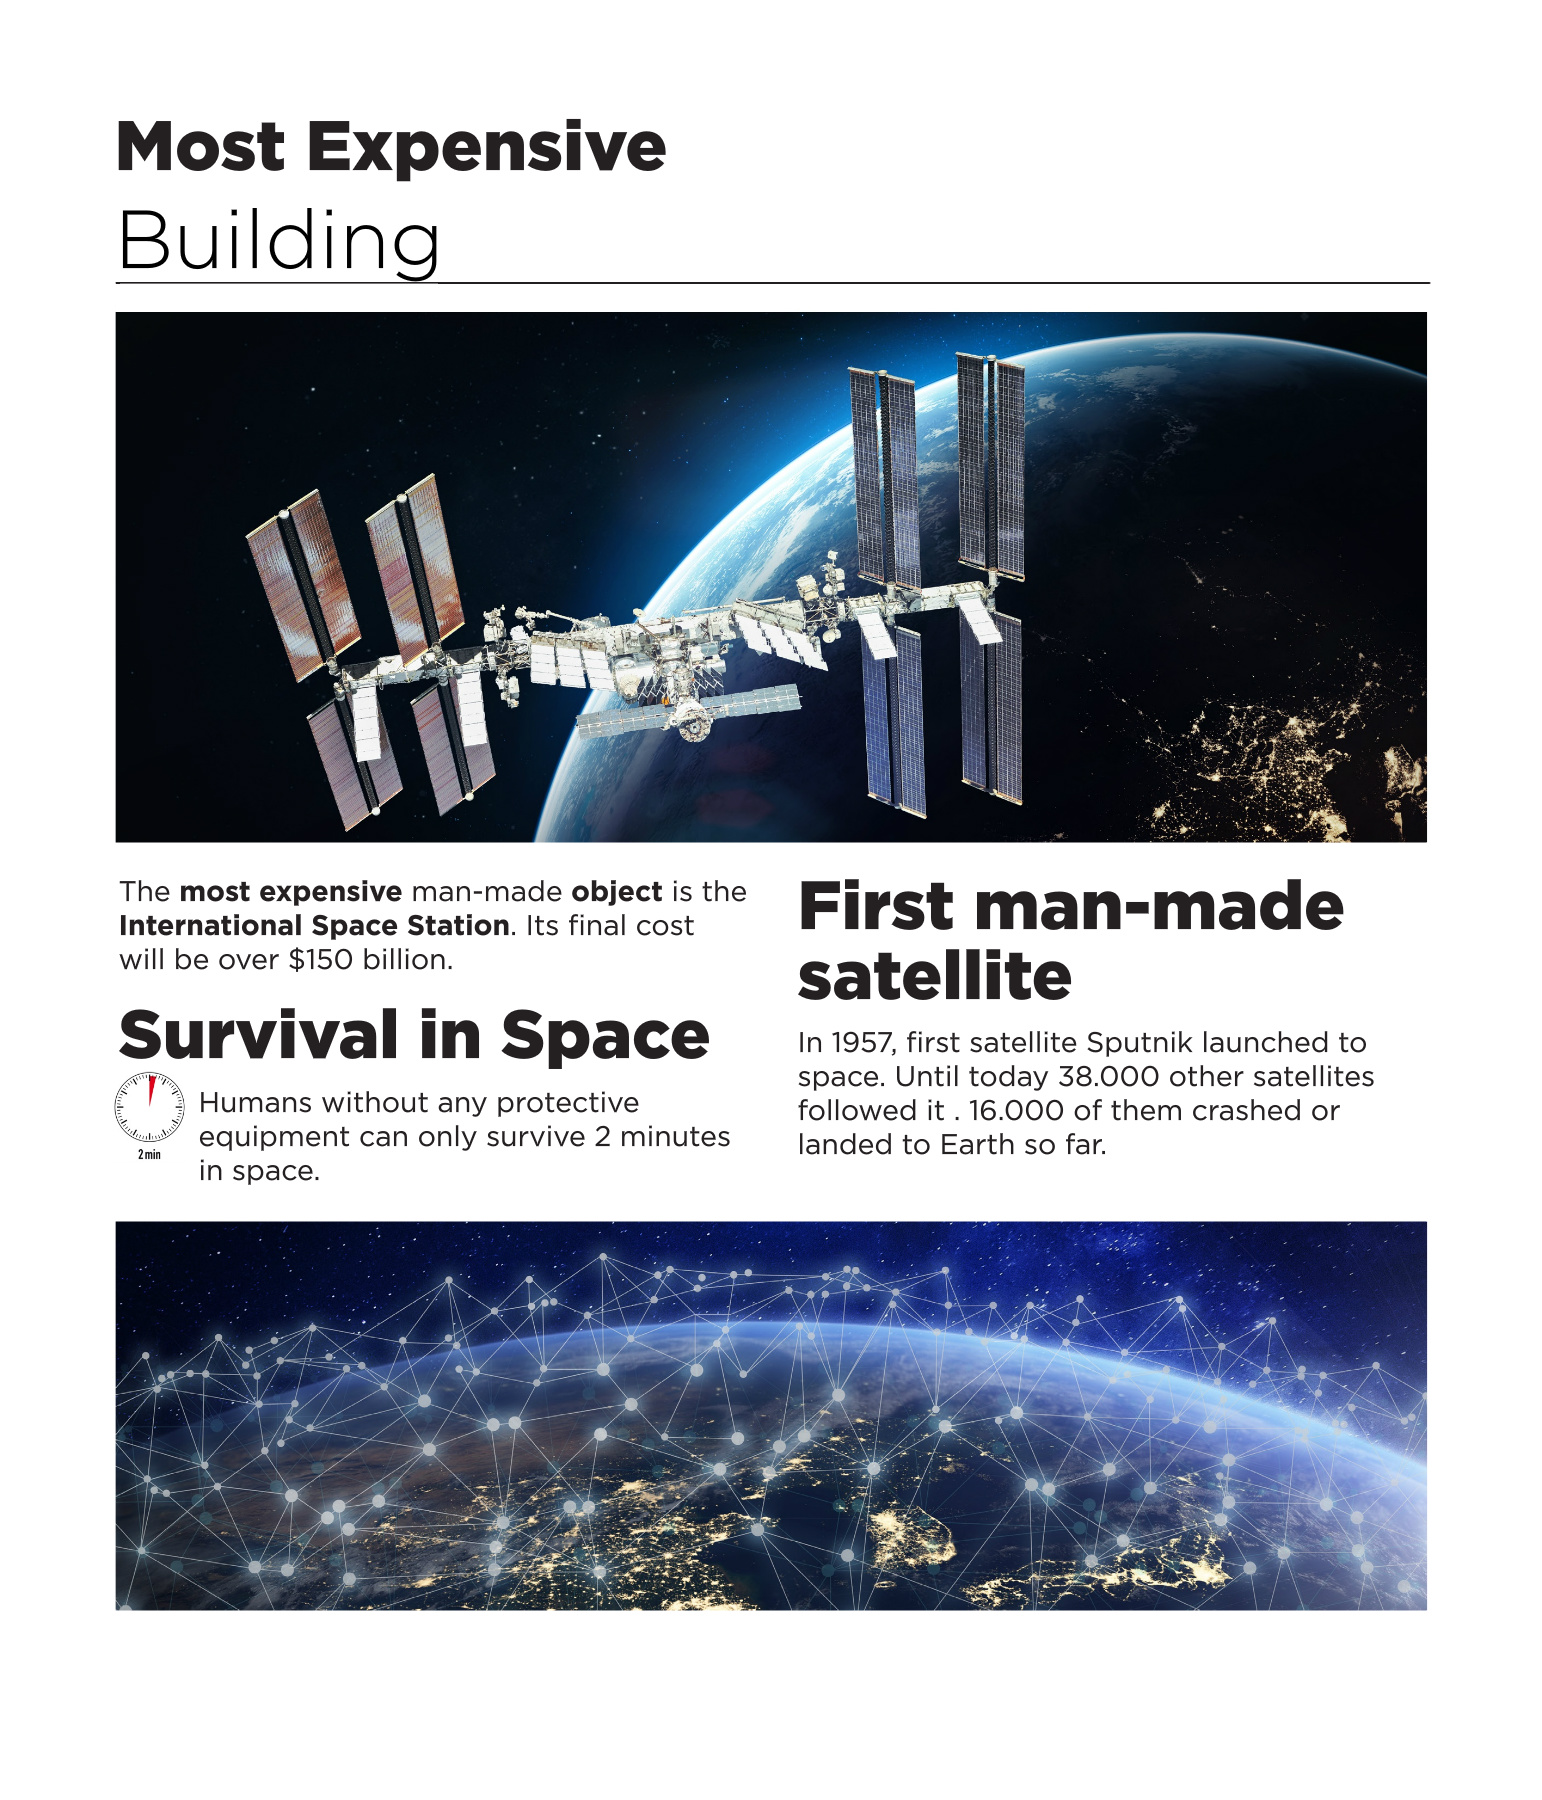 Most Expensive
Building
The most expensive man-made object is the
International Space Station. Its final cost
will be over $150 billion.
Survival in Space
2 min
Humans without any protective
equipment can only survive 2 minutes
in space.
First man-made
satellite
In 1957, first satellite Sputnik launched to
space. Until today 38.000 other satellites
followed it . 16.000 of them crashed or
landed to Earth so far.